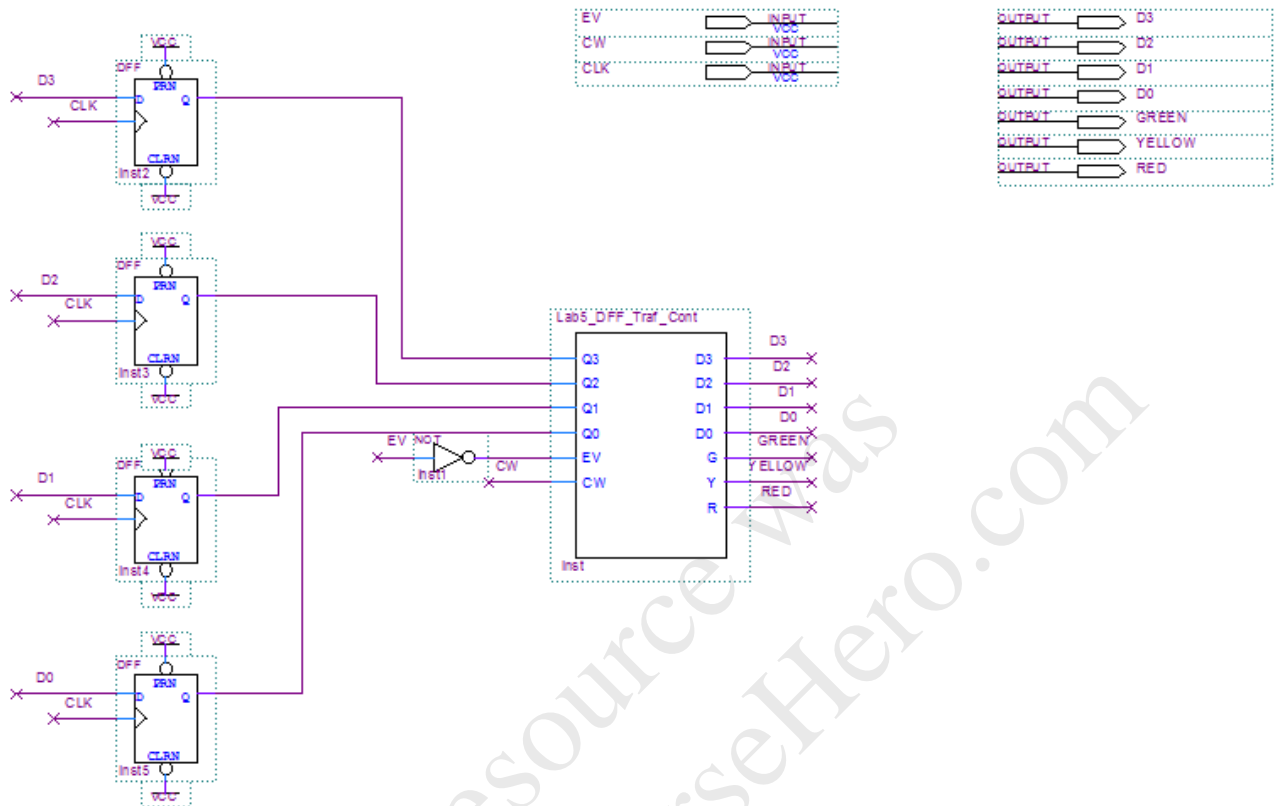 EV INPUT VCC
CW INPUT VCC
CLK INPUT VCC
OUTPUT D3
OUTPUT D2
OUTPUT D1
OUTPUT D0
OUTPUT GREEN
OUTPUT YELLOW
OUTPUT RED
VCC
DFF
PRN
D3
D Q
CLK
CLRN
Inst2
VCC
VCC
DFF
PRN
D2
D Q
CLK
CLRN
Inst3
VCC
VCC
DFF
PRN
D1
D Q
CLK
CLRN
Inst4
VCC
VCC
DFF
PRN
D0
D Q
CLK
CLRN
Inst5
VCC
EV NOT
Inst1
CW
Lab5_DFF_Traf_Cont
Q3 D3
Q2 D2
Q1 D1
Q0 D0
EV G
CW Y
R
Inst
D3
D2
D1
D0
GREEN
YELLOW
RED
esource was
rseHero.com